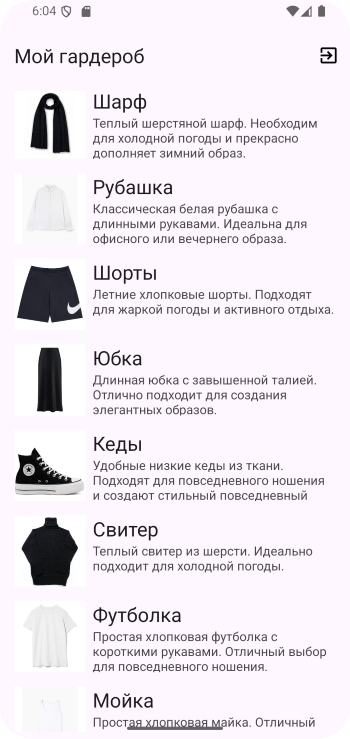 6:04
Мой гардероб
Шарф
Теплый шерстяной шарф. Необходим
для холодной погоды и прекрасно
дополняет зимний образ.
Рубашка
Классическая белая рубашка с
длинными рукавами. Идеальна для
офисного или вечернего образа.
Шорты
Летние хлопковые шорты. Подходят
для жаркой погоды и активного отдыха.
Юбка
Длинная юбка с завышенной талией.
Отлично подходит для создания
элегантных образов.
Кеды
Удобные низкие кеды из ткани.
Подходят для повседневного ношения
и создают стильный повседневный
Свитер
Теплый свитер из шерсти. Идеально
подходит для холодной погоды.
Футболка
Простая хлопковая футболка с
короткими рукавами. Отличный выбор
для повседневного ношения.
Мойка
Простая хлопковая майка. Отличный